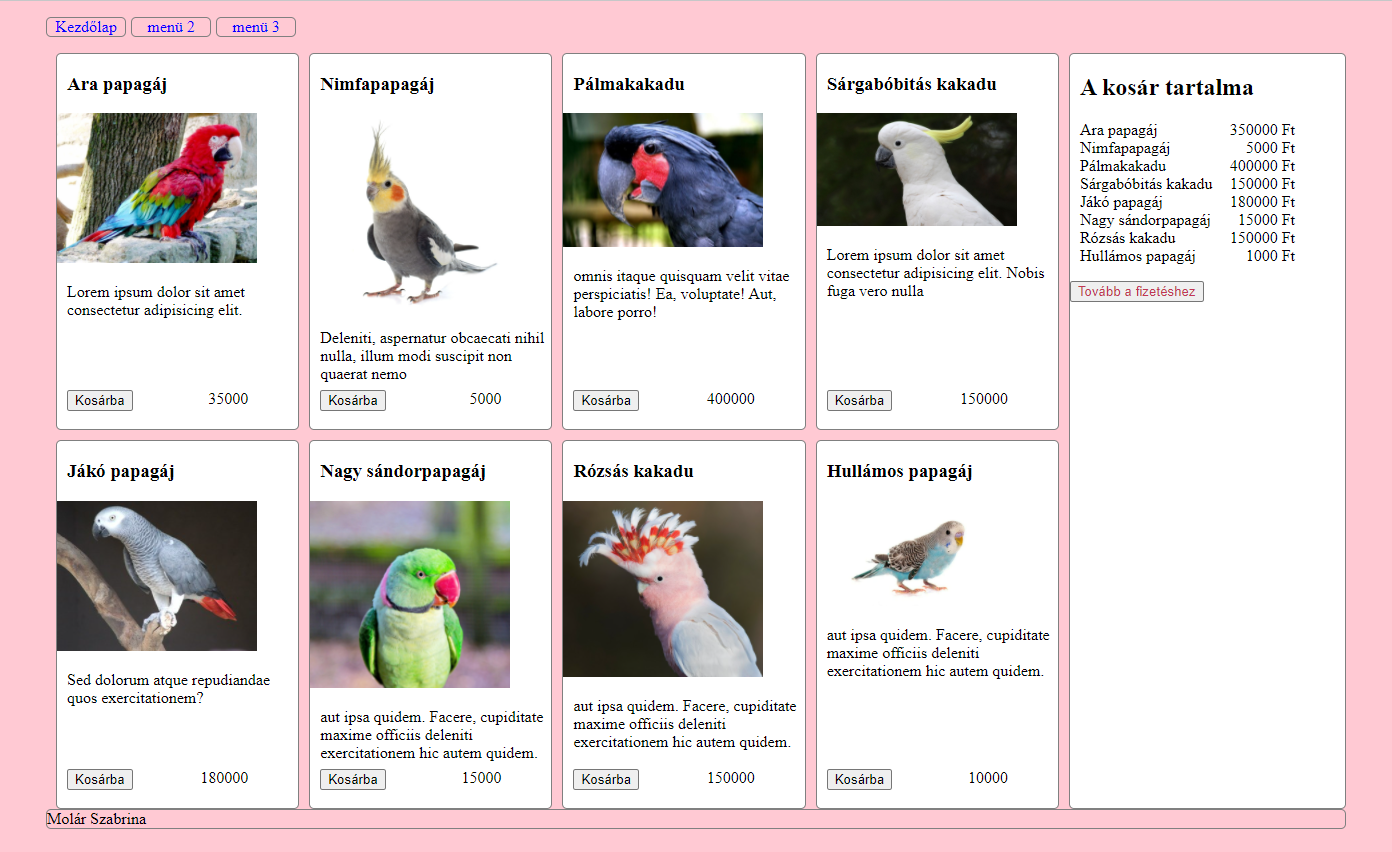 Kezdőlap menü 2 menü 3
Ara papagáj
Lorem ipsum dolor sit amet
consectetur adipisicing elit.
Kosárba 35000
Nimfapapagáj
Deleniti, aspernatur obcaecati nihil
nulla, illum modi suscipit non
quaerat nemo
Kosárba 5000
Pálmakakadu
omnis itaque quisquam velit vitae
perspiciatis! Ea, voluptate! Aut,
labore porro!
Kosárba 400000
Sárgabóbitás kakadu
Lorem ipsum dolor sit amet
consectetur adipisicing elit. Nobis
fuga vero nulla
Kosárba 150000
Jákó papagáj
Sed dolorum atque repudiandae
quos exercitationem?
Kosárba 180000
Nagy sándorpapagáj
aut ipsa quidem. Facere, cupiditate
maxime officiis deleniti
exercitationem hic autem quidem.
Kosárba 15000
Rózsás kakadu
aut ipsa quidem. Facere, cupiditate
maxime officiis deleniti
exercitationem hic autem quidem.
Kosárba 150000
Hullámos papagáj
aut ipsa quidem. Facere, cupiditate
maxime officiis deleniti
exercitationem hic autem quidem.
Kosárba 10000
A kosár tartalma
Ara papagáj 350000 Ft
Nimfapapagáj 5000 Ft
Pálmakakadu 400000 Ft
Sárgabóbitás kakadu 150000 Ft
Jákó papagáj 180000 Ft
Nagy sándorpapagáj 15000 Ft
Rózsás kakadu 150000 Ft
Hullámos papagáj 1000 Ft
Tovább a fizetéshez
Molár Szabrina